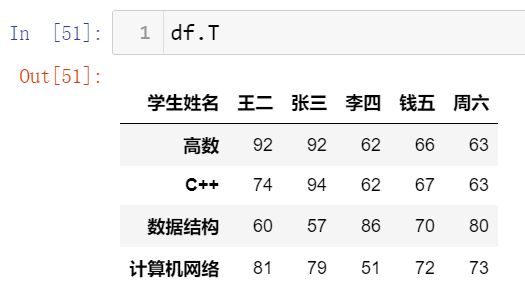 In [51]: 1 df.T
Out[51]:
学生姓名 王二 张三 李四 钱五 周六
高数 92 92 62 66 63
C++ 74 94 62 67 63
数据结构 60 57 86 70 80
计算机网络 81 79 51 72 73